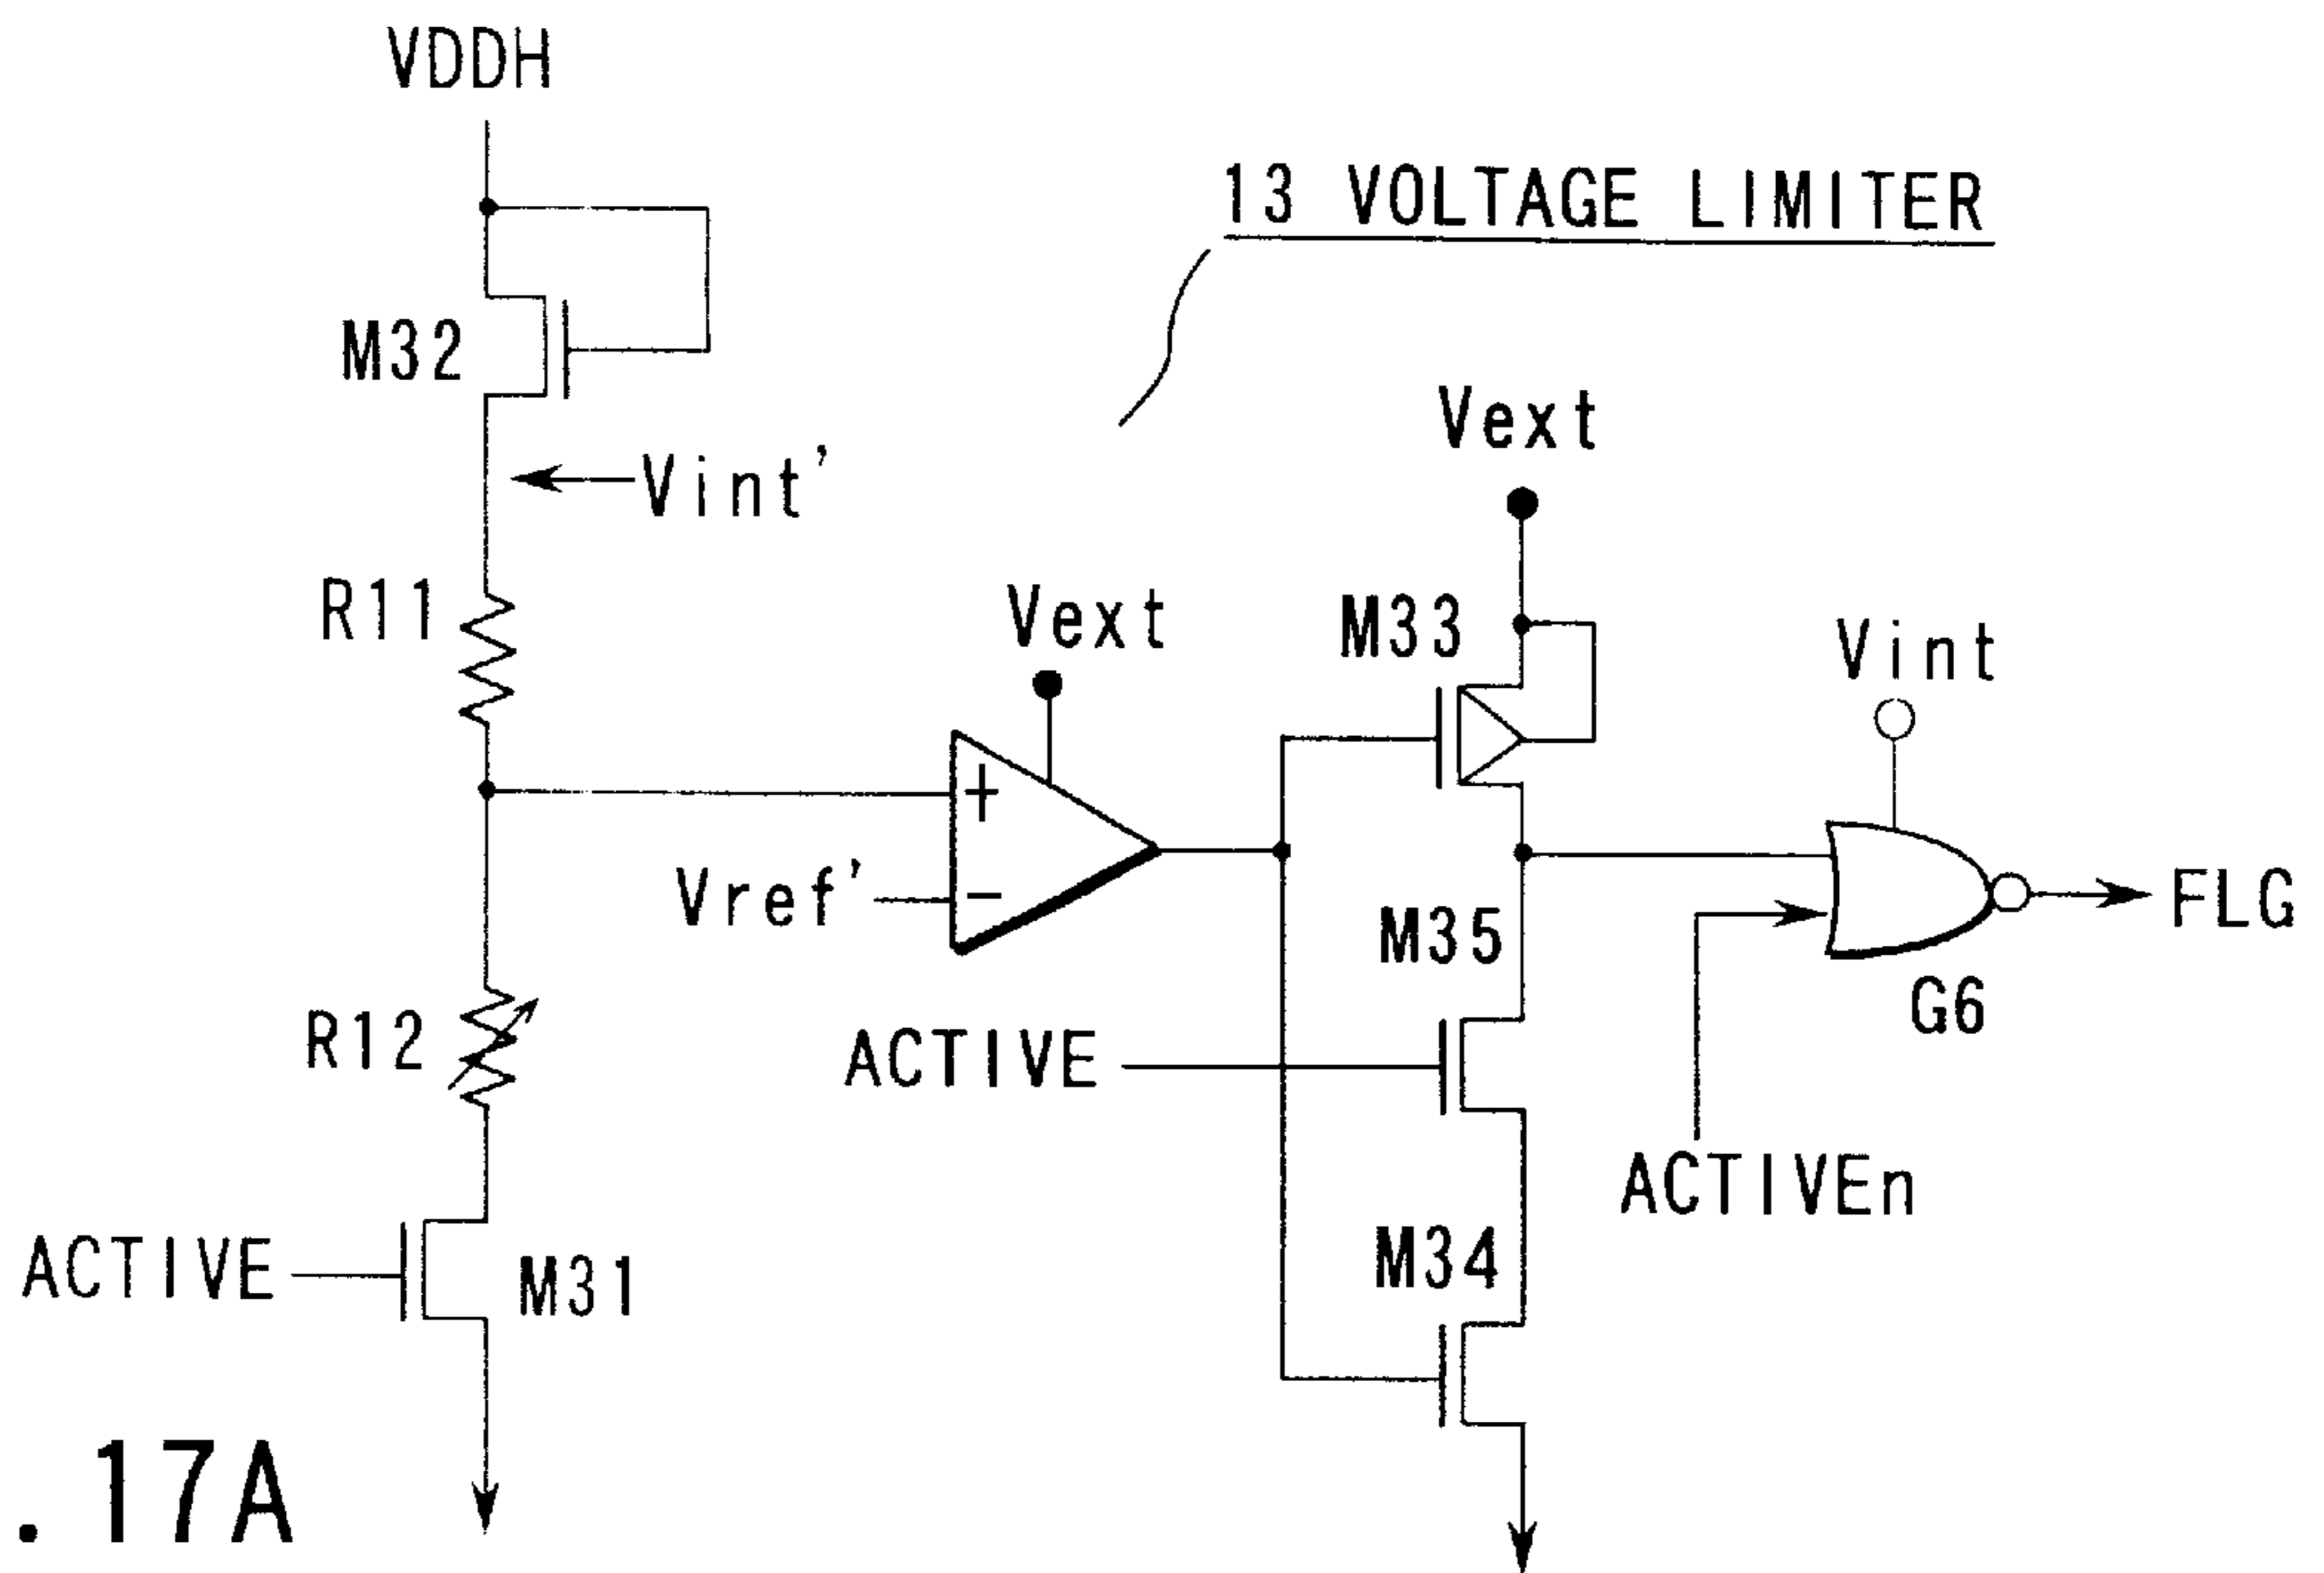 VDDH
13 VOLTAGE LIMITER
M32
Vint'
Vext
R11
Vext
M33
Vint
+
Vref'
−
M35
FLG
G6
R12
ACTIVE
ACTIVEn
ACTIVE
M31
M34
.17A